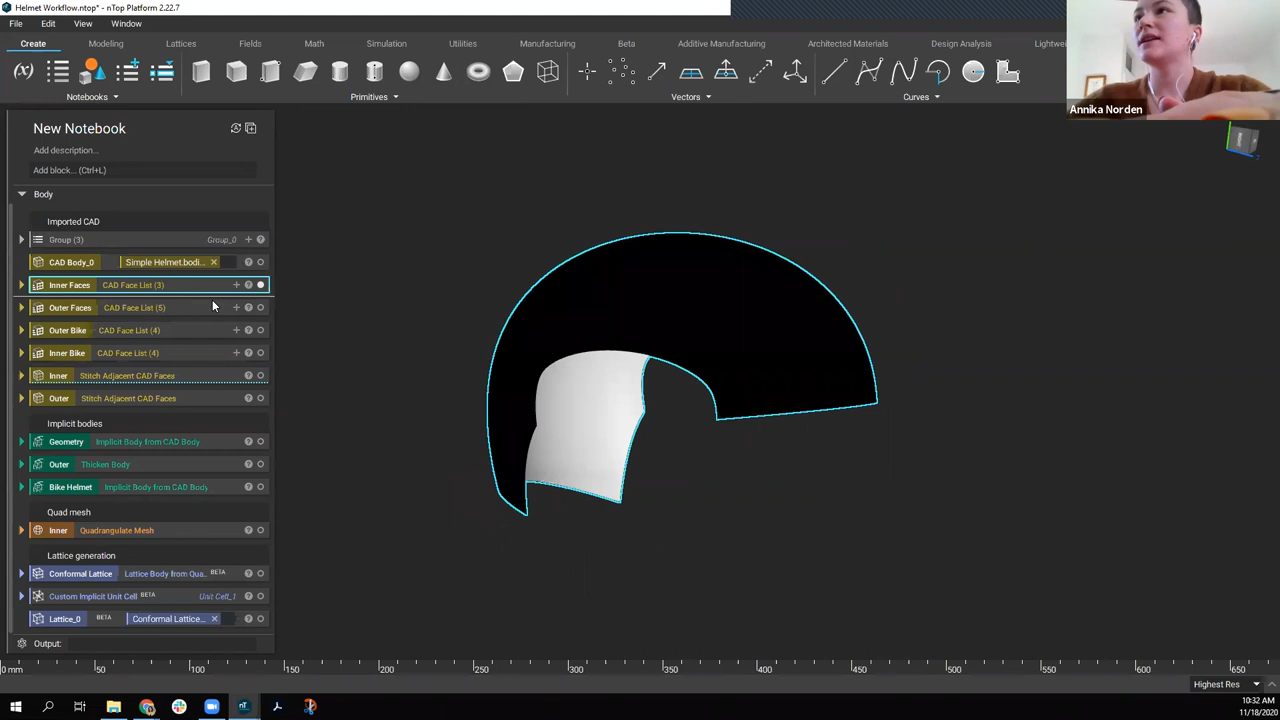 Helmet Workflow.ntop* - nTop Platform 2.22.7
File Edit View Window
Create Modeling Lattices Fields Math Simulation Utilities Manufacturing Beta Additive Manufacturing Architected Materials Design Analysis Lightwei
Notebooks Primitives Vectors Curves
Annika Norden
New Notebook
Add description...
Add block... (Ctrl+L)
Body
Imported CAD
Group (3) Group_0
CAD Body_0 Simple Helmet.bodi...
Inner Faces CAD Face List (3)
Outer Faces CAD Face List (5)
Outer Bike CAD Face List (4)
Inner Bike CAD Face List (4)
Inner Stitch Adjacent CAD Faces
Outer Stitch Adjacent CAD Faces
Implicit bodies
Geometry Implicit Body from CAD Body
Outer Thicken Body
Bike Helmet Implicit Body from CAD Body
Quad mesh
Inner Quadrangulate Mesh
Lattice generation
Conformal Lattice Lattice Body from Qua.. BETA
Custom Implicit Unit Cell BETA Unit Cell_1
Lattice_0 BETA Conformal Lattice...
Output:
0 mm 50 100 150 200 250 300 350 400 450 500 550 600 650
Highest Res
10:32 AM
11/18/2020